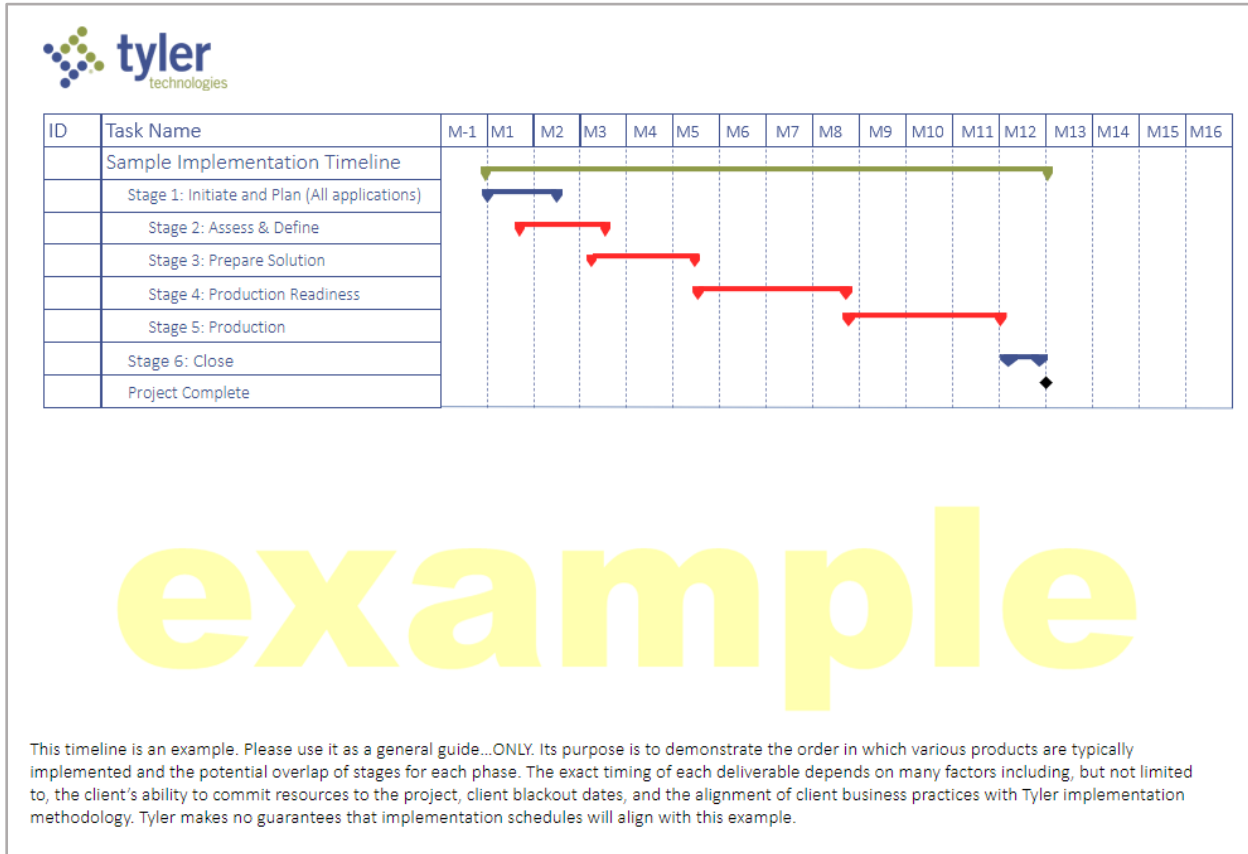 tyler
technologies
ID Task Name M-1 M1 M2 M3 M4 M5 M6 M7 M8 M9 M10 M11 M12 M13 M14 M15 M16
Sample Implementation Timeline
Stage 1: Initiate and Plan (All applications)
Stage 2: Assess & Define
Stage 3: Prepare Solution
Stage 4: Production Readiness
Stage 5: Production
Stage 6: Close
Project Complete
example
This timeline is an example. Please use it as a general guide...ONLY. Its purpose is to demonstrate the order in which various products are typically
implemented and the potential overlap of stages for each phase. The exact timing of each deliverable depends on many factors including, but not limited
to, the client's ability to commit resources to the project, client blackout dates, and the alignment of client business practices with Tyler implementation
methodology. Tyler makes no guarantees that implementation schedules will align with this example.